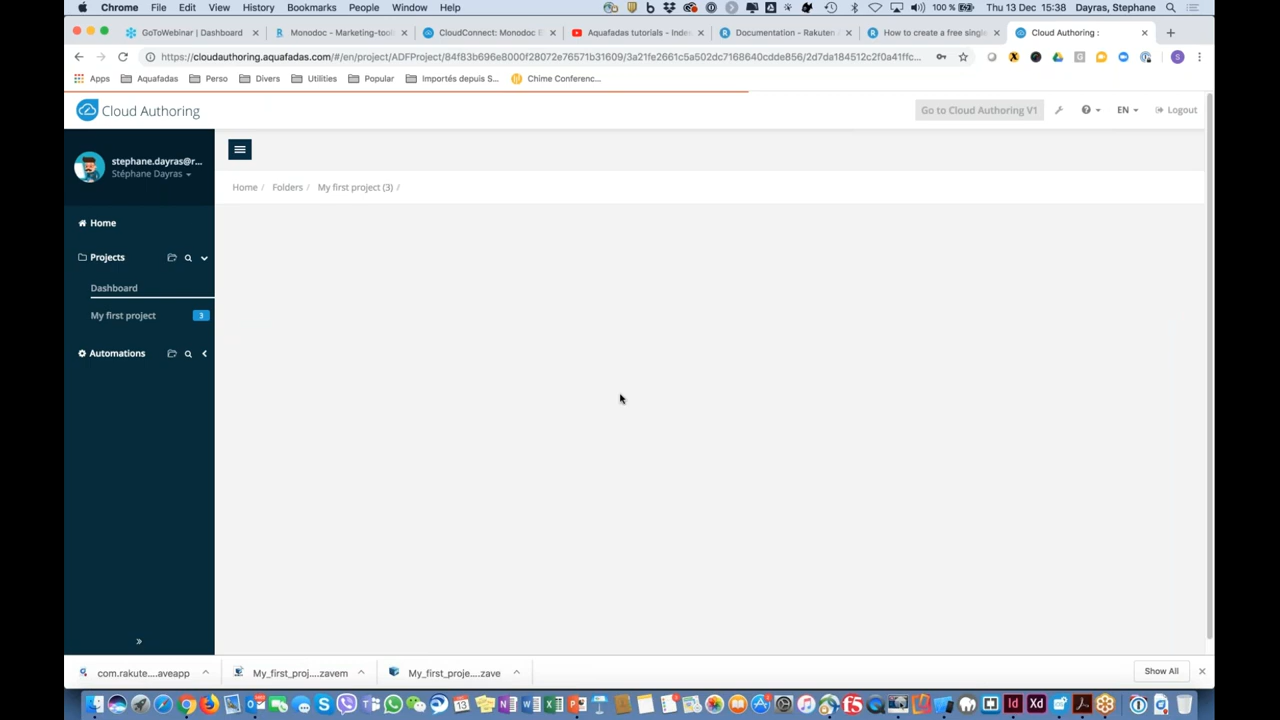 Chrome File Edit View History Bookmarks People Window Help 100 % Thu 13 Dec 15:38 Dayras, Stephane
GoToWebinar | Dashboard Monodoc - Marketing-tool CloudConnect: Monodoc E Aquafadas tutorials - Index Documentation - Rakuten How to create a free single Cloud Authoring :
https://cloudauthoring.aquafadas.com/#/en/project/ADFProject/84f83b696e8000f28072e76571b31609/3a21fe2661c5a502dc7168640cdde856/2d7da184512c2f0a41ffc...
Apps Aquafadas Perso Divers Utilities Popular Importés depuis S... Chime Conferenc...
Cloud Authoring Go to Cloud Authoring V1 EN Logout
stephane.dayras@r...
Stéphane Dayras
Home / Folders / My first project (3) /
Home
Projects
Dashboard
My first project 3
Automations
com.rakute....aveapp My_first_proj....zavem My_first_proje....zave Show All